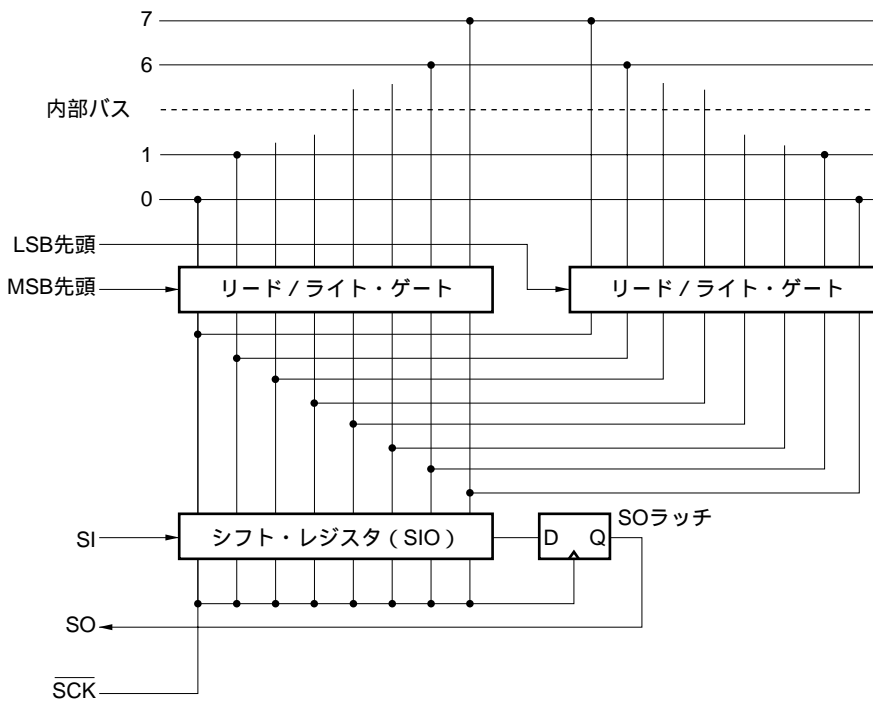 7
6
内部バス
1
0
LSB先頭
MSB先頭
リード / ライト・ゲート
リード / ライト・ゲート
SOラッチ
SI
シフト・レジスタ ( SIO )
D Q
SO
S̅C̅K̅